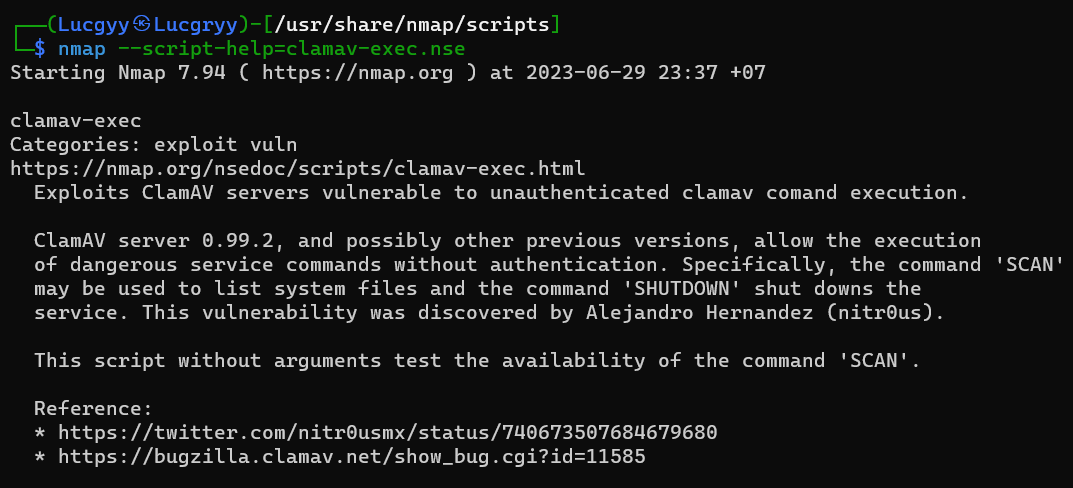 ┌──(Lucgyy㉿Lucgryy)-[/usr/share/nmap/scripts]
└─$ nmap --script-help=clamav-exec.nse
Starting Nmap 7.94 ( https://nmap.org ) at 2023-06-29 23:37 +07
clamav-exec
Categories: exploit vuln
https://nmap.org/nsedoc/scripts/clamav-exec.html
Exploits ClamAV servers vulnerable to unauthenticated clamav comand execution.
ClamAV server 0.99.2, and possibly other previous versions, allow the execution
of dangerous service commands without authentication. Specifically, the command 'SCAN'
may be used to list system files and the command 'SHUTDOWN' shut downs the
service. This vulnerability was discovered by Alejandro Hernandez (nitr0us).
This script without arguments test the availability of the command 'SCAN'.
Reference:
* https://twitter.com/nitr0usmx/status/740673507684679680
* https://bugzilla.clamav.net/show_bug.cgi?id=11585